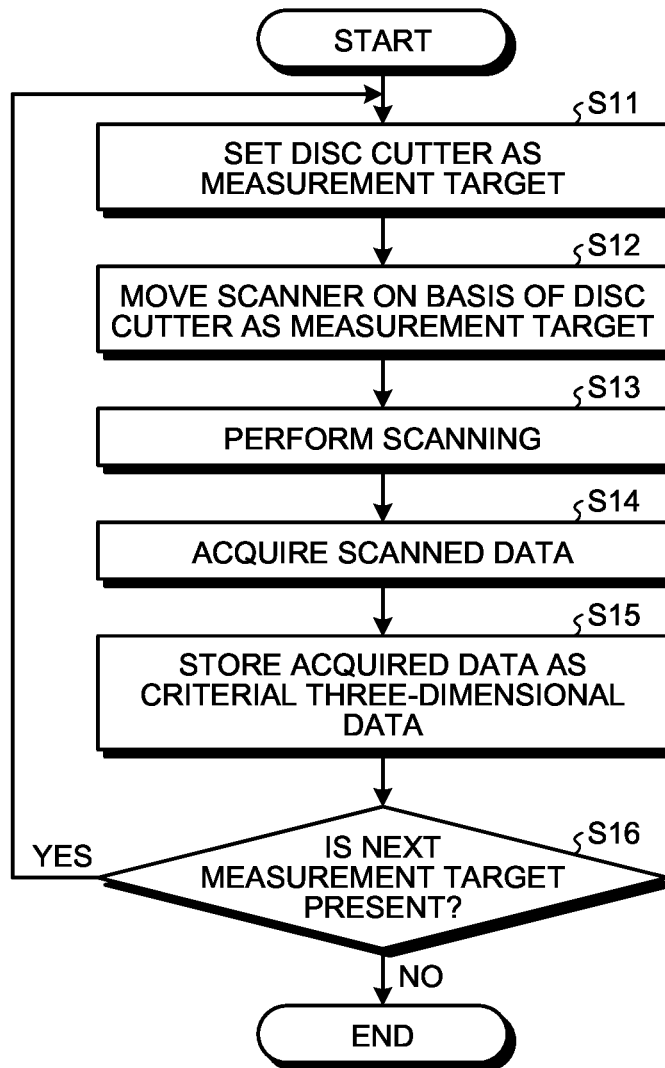 START
S11
SET DISC CUTTER AS
MEASUREMENT TARGET
S12
MOVE SCANNER ON BASIS OF DISC
CUTTER AS MEASUREMENT TARGET
S13
PERFORM SCANNING
S14
ACQUIRE SCANNED DATA
S15
STORE ACQUIRED DATA AS
CRITERIAL THREE-DIMENSIONAL
DATA
S16
YES
IS NEXT
MEASUREMENT TARGET
PRESENT?
NO
END